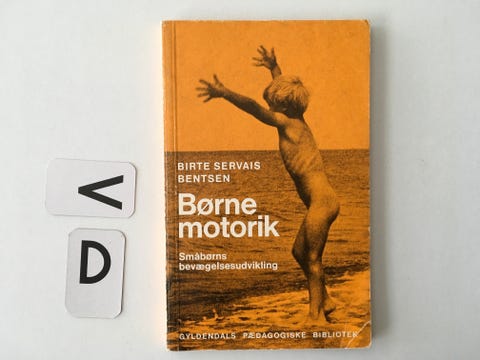 BIRTE SERVAIS
BENTSEN
Børne
motorik
Småbørns
bevægelsesudvikling
GYLDENDALS PÆDAGOGISKE BIBLIOTEK
V
D